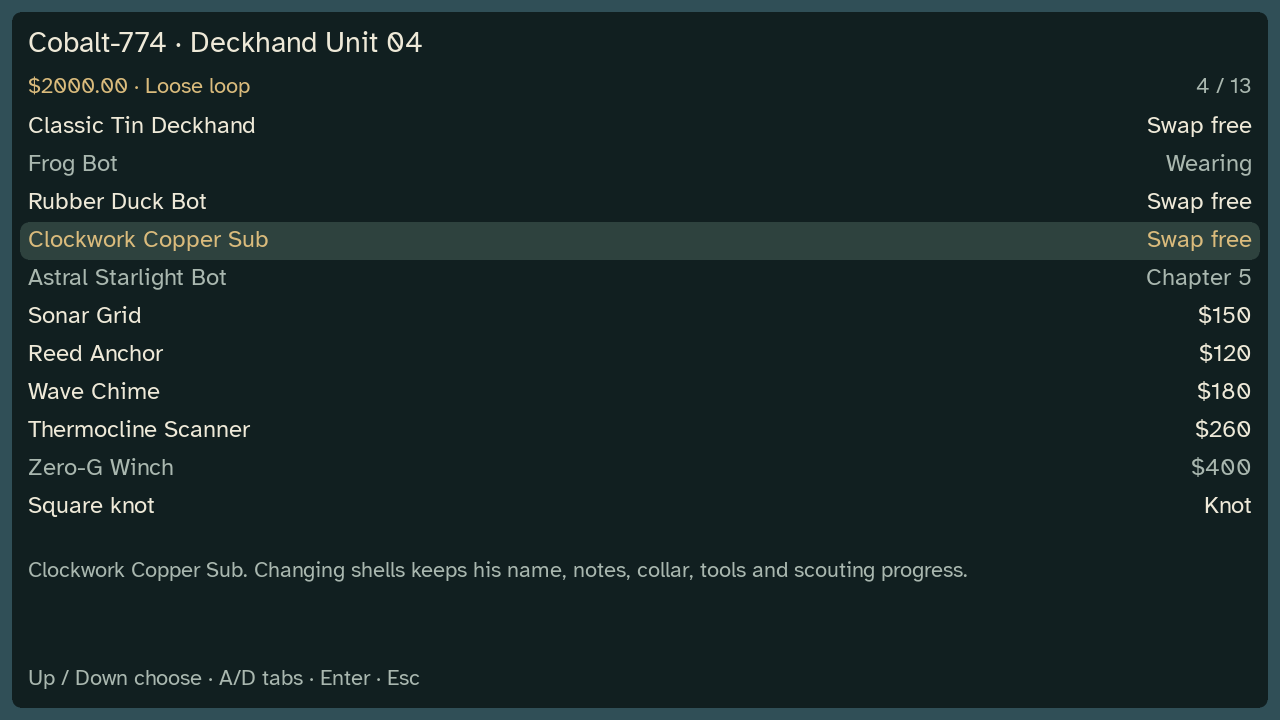 Cobalt-774 · Deckhand Unit 04
$2000.00 · Loose loop 4 / 13
Classic Tin Deckhand Swap free
Frog Bot Wearing
Rubber Duck Bot Swap free
Clockwork Copper Sub Swap free
Astral Starlight Bot Chapter 5
Sonar Grid $150
Reed Anchor $120
Wave Chime $180
Thermocline Scanner $260
Zero-G Winch $400
Square knot Knot
Clockwork Copper Sub. Changing shells keeps his name, notes, collar, tools and scouting progress.
Up / Down choose · A/D tabs · Enter · Esc